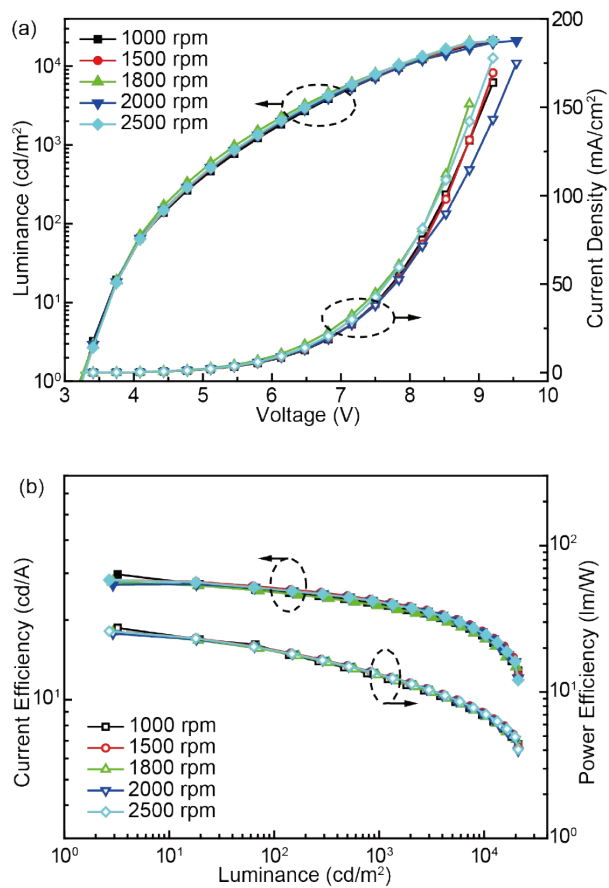 (a)
1000 rpm
1500 rpm
1800 rpm
2000 rpm
2500 rpm
10⁴
10³
10²
10¹
10⁰
Luminance (cd/m²)
200
150
100
50
0
Current Density (mA/cm²)
3 4 5 6 7 8 9 10
Voltage (V)
(b)
Current Efficiency (cd/A)
10¹
10²
10¹
10⁰
Power Efficiency (lm/W)
1000 rpm
1500 rpm
1800 rpm
2000 rpm
2500 rpm
10⁰ 10¹ 10² 10³ 10⁴
Luminance (cd/m²)